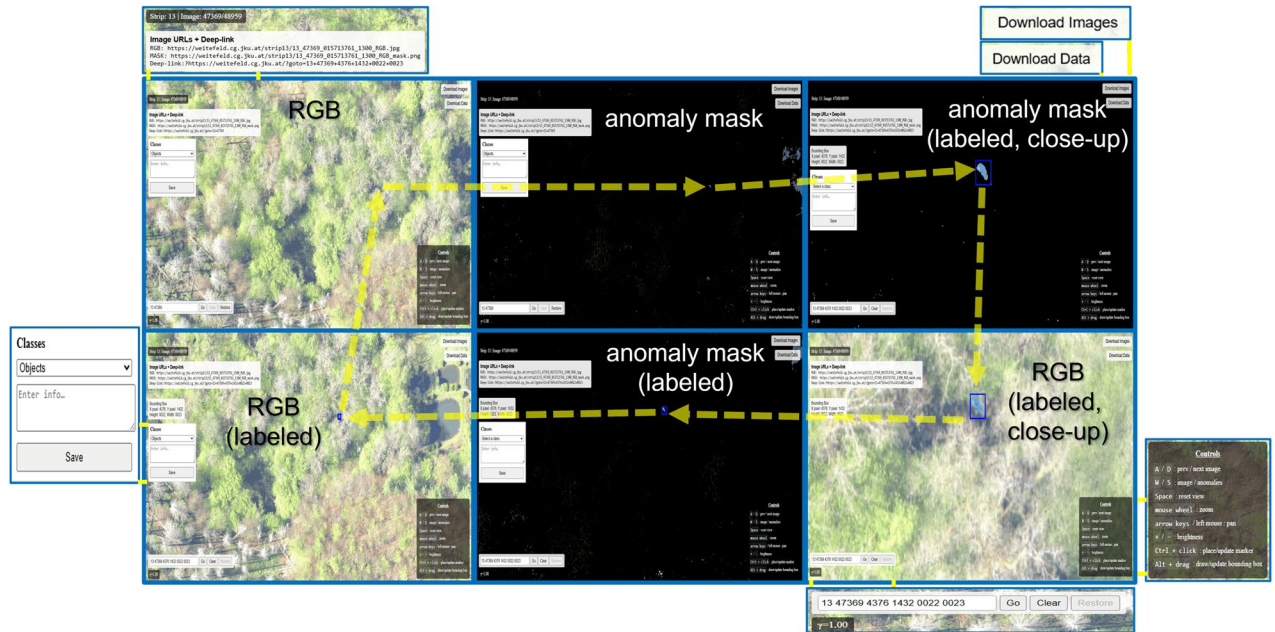 Strip: 13 | Image: 47369/48959
Image URLs + Deep-link
RGB: https://weitefeld.cg.jku.at/strip13/13_47369_015713761_1300_RGB.jpg
MASK: https://weitefeld.cg.jku.at/strip13/13_47369_015713761_1300_RGB_mask.png
Deep-link:?https://weitefeld.cg.jku.at/?goto=13+47369+4376+1432+0022+0023
Download Images
Download Data
RGB
anomaly mask
anomaly mask
(labeled, close-up)
RGB
(labeled)
anomaly mask
(labeled)
RGB
(labeled,
close-up)
Classes
Objects
Enter info…
Save
Controls
A / D : prev / next image
W / S : image / anomalies
Space : reset view
mouse wheel : zoom
arrow keys / left mouse : pan
+ / - : brightness
Ctrl + click : place/update marker
Alt + drag : draw/update bounding box
13 47369 4376 1432 0022 0023
Go
Clear
Restore
γ=1.00